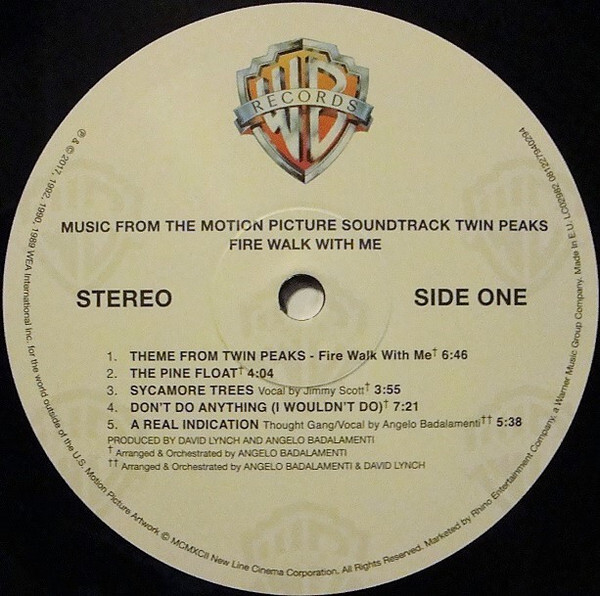 WB
RECORDS
MUSIC FROM THE MOTION PICTURE SOUNDTRACK TWIN PEAKS
FIRE WALK WITH ME
STEREO
SIDE ONE
1. THEME FROM TWIN PEAKS - Fire Walk With Me† 6:46
2. THE PINE FLOAT† 4:04
3. SYCAMORE TREES Vocal by Jimmy Scott† 3:55
4. DON'T DO ANYTHING (I WOULDN'T DO)† 7:21
5. A REAL INDICATION Thought Gang/Vocal by Angelo Badalamenti†† 5:38
PRODUCED BY DAVID LYNCH AND ANGELO BADALAMENTI
† Arranged & Orchestrated by ANGELO BADALAMENTI
†† Arranged & Orchestrated by ANGELO BADALAMENTI & DAVID LYNCH
℗ & © 2017, 1992, 1990, 1989 WEA International Inc. for the world outside of the U.S. Motion Picture Artwork © MCMXCII New Line Cinema Corporation. All Rights Reserved. Marketed by Rhino Entertainment Company, a Warner Music Group Company. Made in E.U. LC02982 081227940294